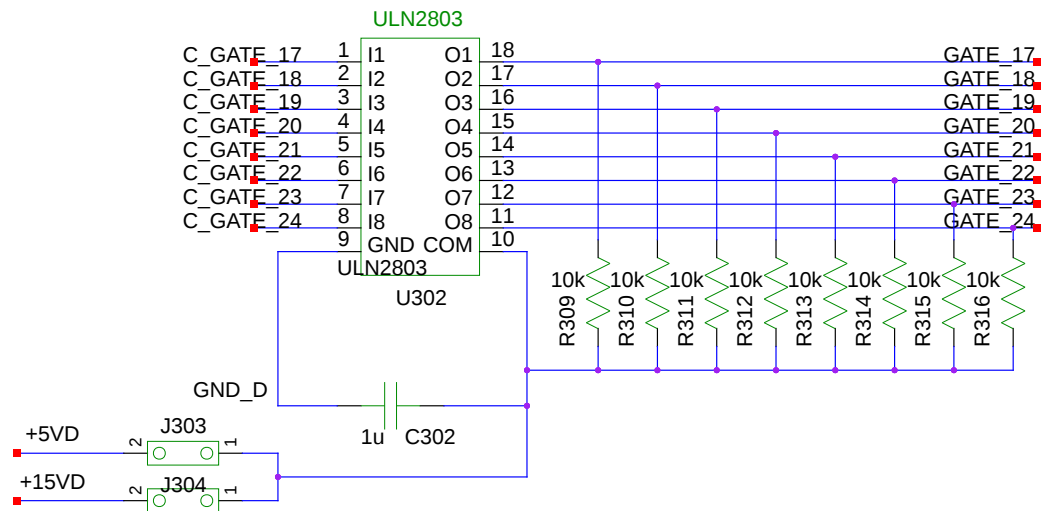 ULN2803
C_GATE_17 1 I1 O1 18 GATE_17
C_GATE_18 2 I2 O2 17 GATE_18
C_GATE_19 3 I3 O3 16 GATE_19
C_GATE_20 4 I4 O4 15 GATE_20
C_GATE_21 5 I5 O5 14 GATE_21
C_GATE_22 6 I6 O6 13 GATE_22
C_GATE_23 7 I7 O7 12 GATE_23
C_GATE_24 8 I8 O8 11 GATE_24
9 GND COM 10
ULN2803
U302
10k 10k 10k 10k 10k 10k 10k 10k
R309 R310 R311 R312 R313 R314 R315 R316
GND_D
1u C302
+5VD 2 J303 1
+15VD 2 J304 1